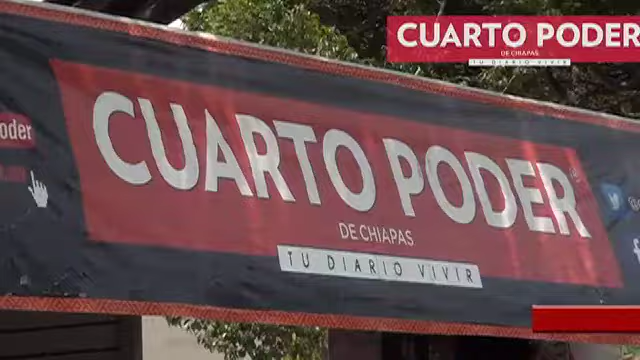 CUARTO PODER
DE CHIAPAS
TU DIARIO VIVIR
oder
CUARTO PODER
DE CHIAPAS
TU DIARIO VIVIR